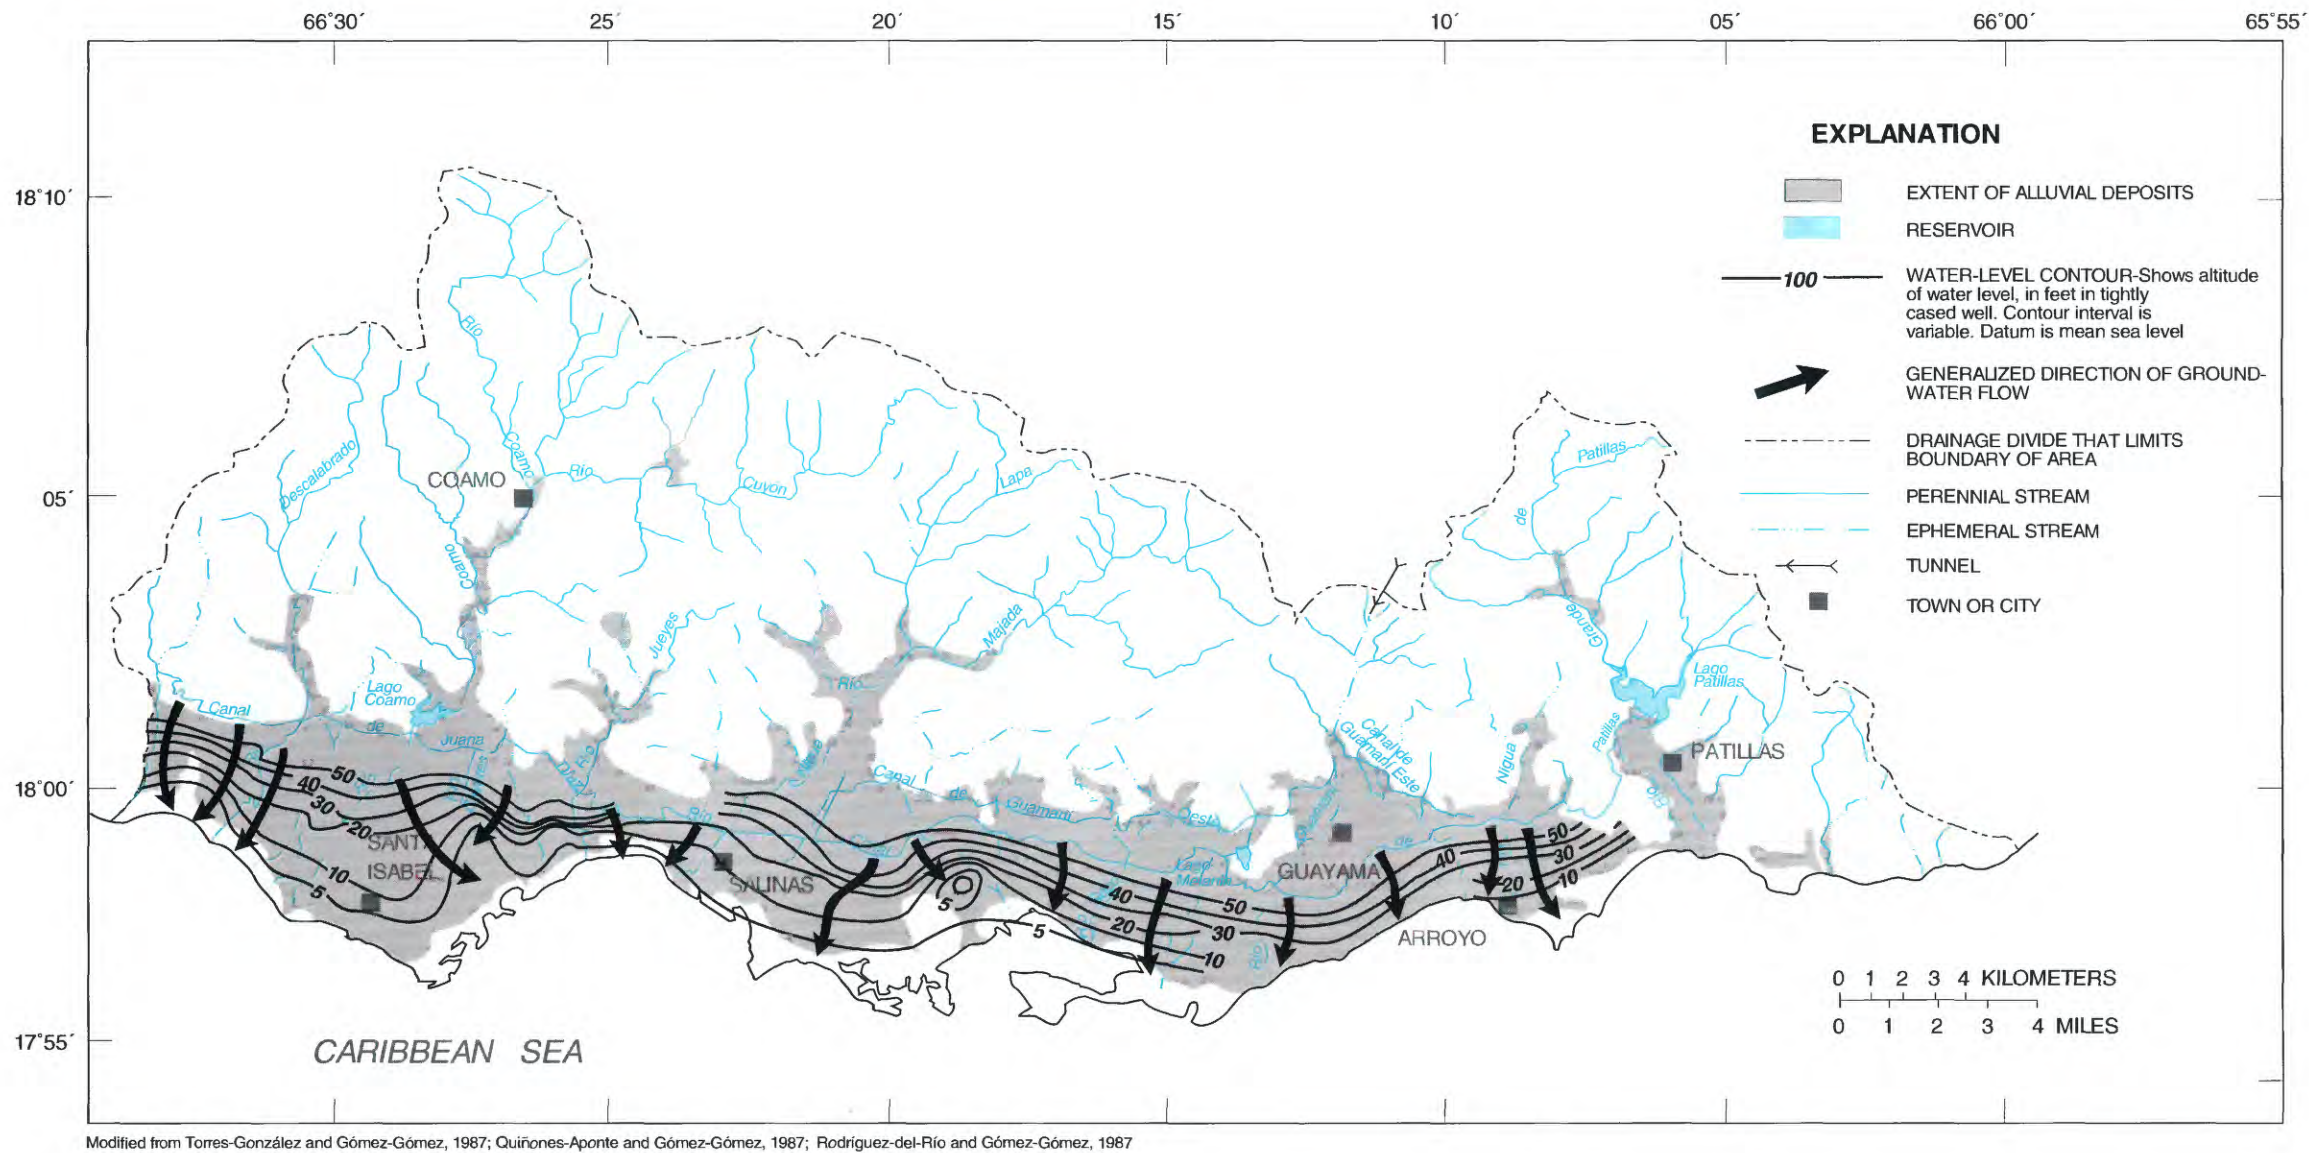 66°30′ 25′ 20′ 15′ 10′ 05′ 66°00′ 65°55′
18°10′
05′
18°00′
17°55′
EXPLANATION
EXTENT OF ALLUVIAL DEPOSITS
RESERVOIR
100
WATER-LEVEL CONTOUR-Shows altitude
of water level, in feet in tightly
cased well. Contour interval is
variable. Datum is mean sea level
GENERALIZED DIRECTION OF GROUND-
WATER FLOW
DRAINAGE DIVIDE THAT LIMITS
BOUNDARY OF AREA
PERENNIAL STREAM
EPHEMERAL STREAM
TUNNEL
TOWN OR CITY
Río
Coamo
Descalabrado
COAMO
Río
Cuyon
Lapa
Patillas
de
Grande
Coamo
Jueyes
Majada
Río
Lago
Coamo
Lago
Patillas
Canal
de
Juana
Díaz
Río
Canal
de
Guamaní
Oeste
Canal de
Guamaní Este
Nigua
Patillas
PATILLAS
Río
Río
de
50
40
30
20
SANTA
ISABEL
10
5
SALINAS
5
5
Lago
Melania
GUAYAMA
40
50
20
30
10
Río
50
40
30
20
10
ARROYO
0 1 2 3 4 KILOMETERS
0 1 2 3 4 MILES
CARIBBEAN SEA
Modified from Torres-González and Gómez-Gómez, 1987; Quiñones-Aponte and Gómez-Gómez, 1987; Rodríguez-del-Río and Gómez-Gómez, 1987